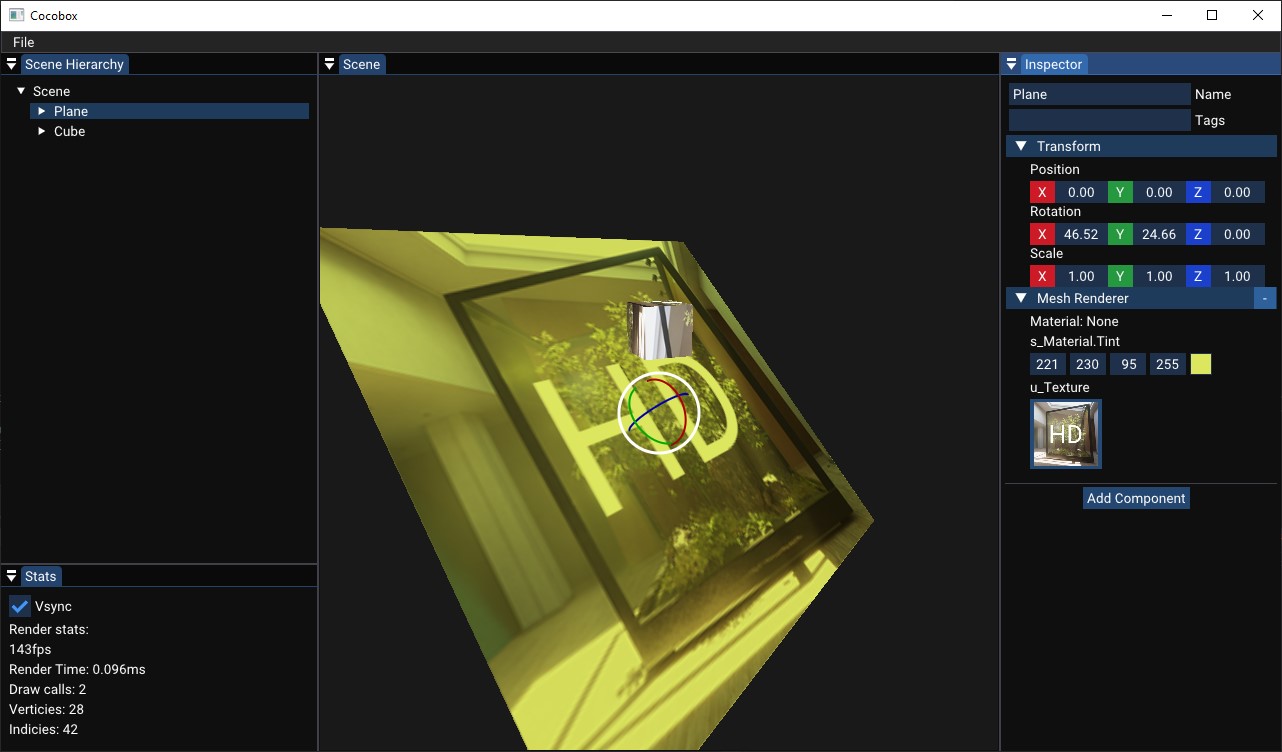 Cocobox
File
Scene Hierarchy
Scene
Plane
Cube
Stats
Vsync
Render stats:
143fps
Render Time: 0.096ms
Draw calls: 2
Verticies: 28
Indicies: 42
Scene
HD
Inspector
Plane Name
Tags
Transform
Position
X 0.00 Y 0.00 Z 0.00
Rotation
X 46.52 Y 24.66 Z 0.00
Scale
X 1.00 Y 1.00 Z 1.00
Mesh Renderer -
Material: None
s_Material.Tint
221 230 95 255
u_Texture
HD
Add Component